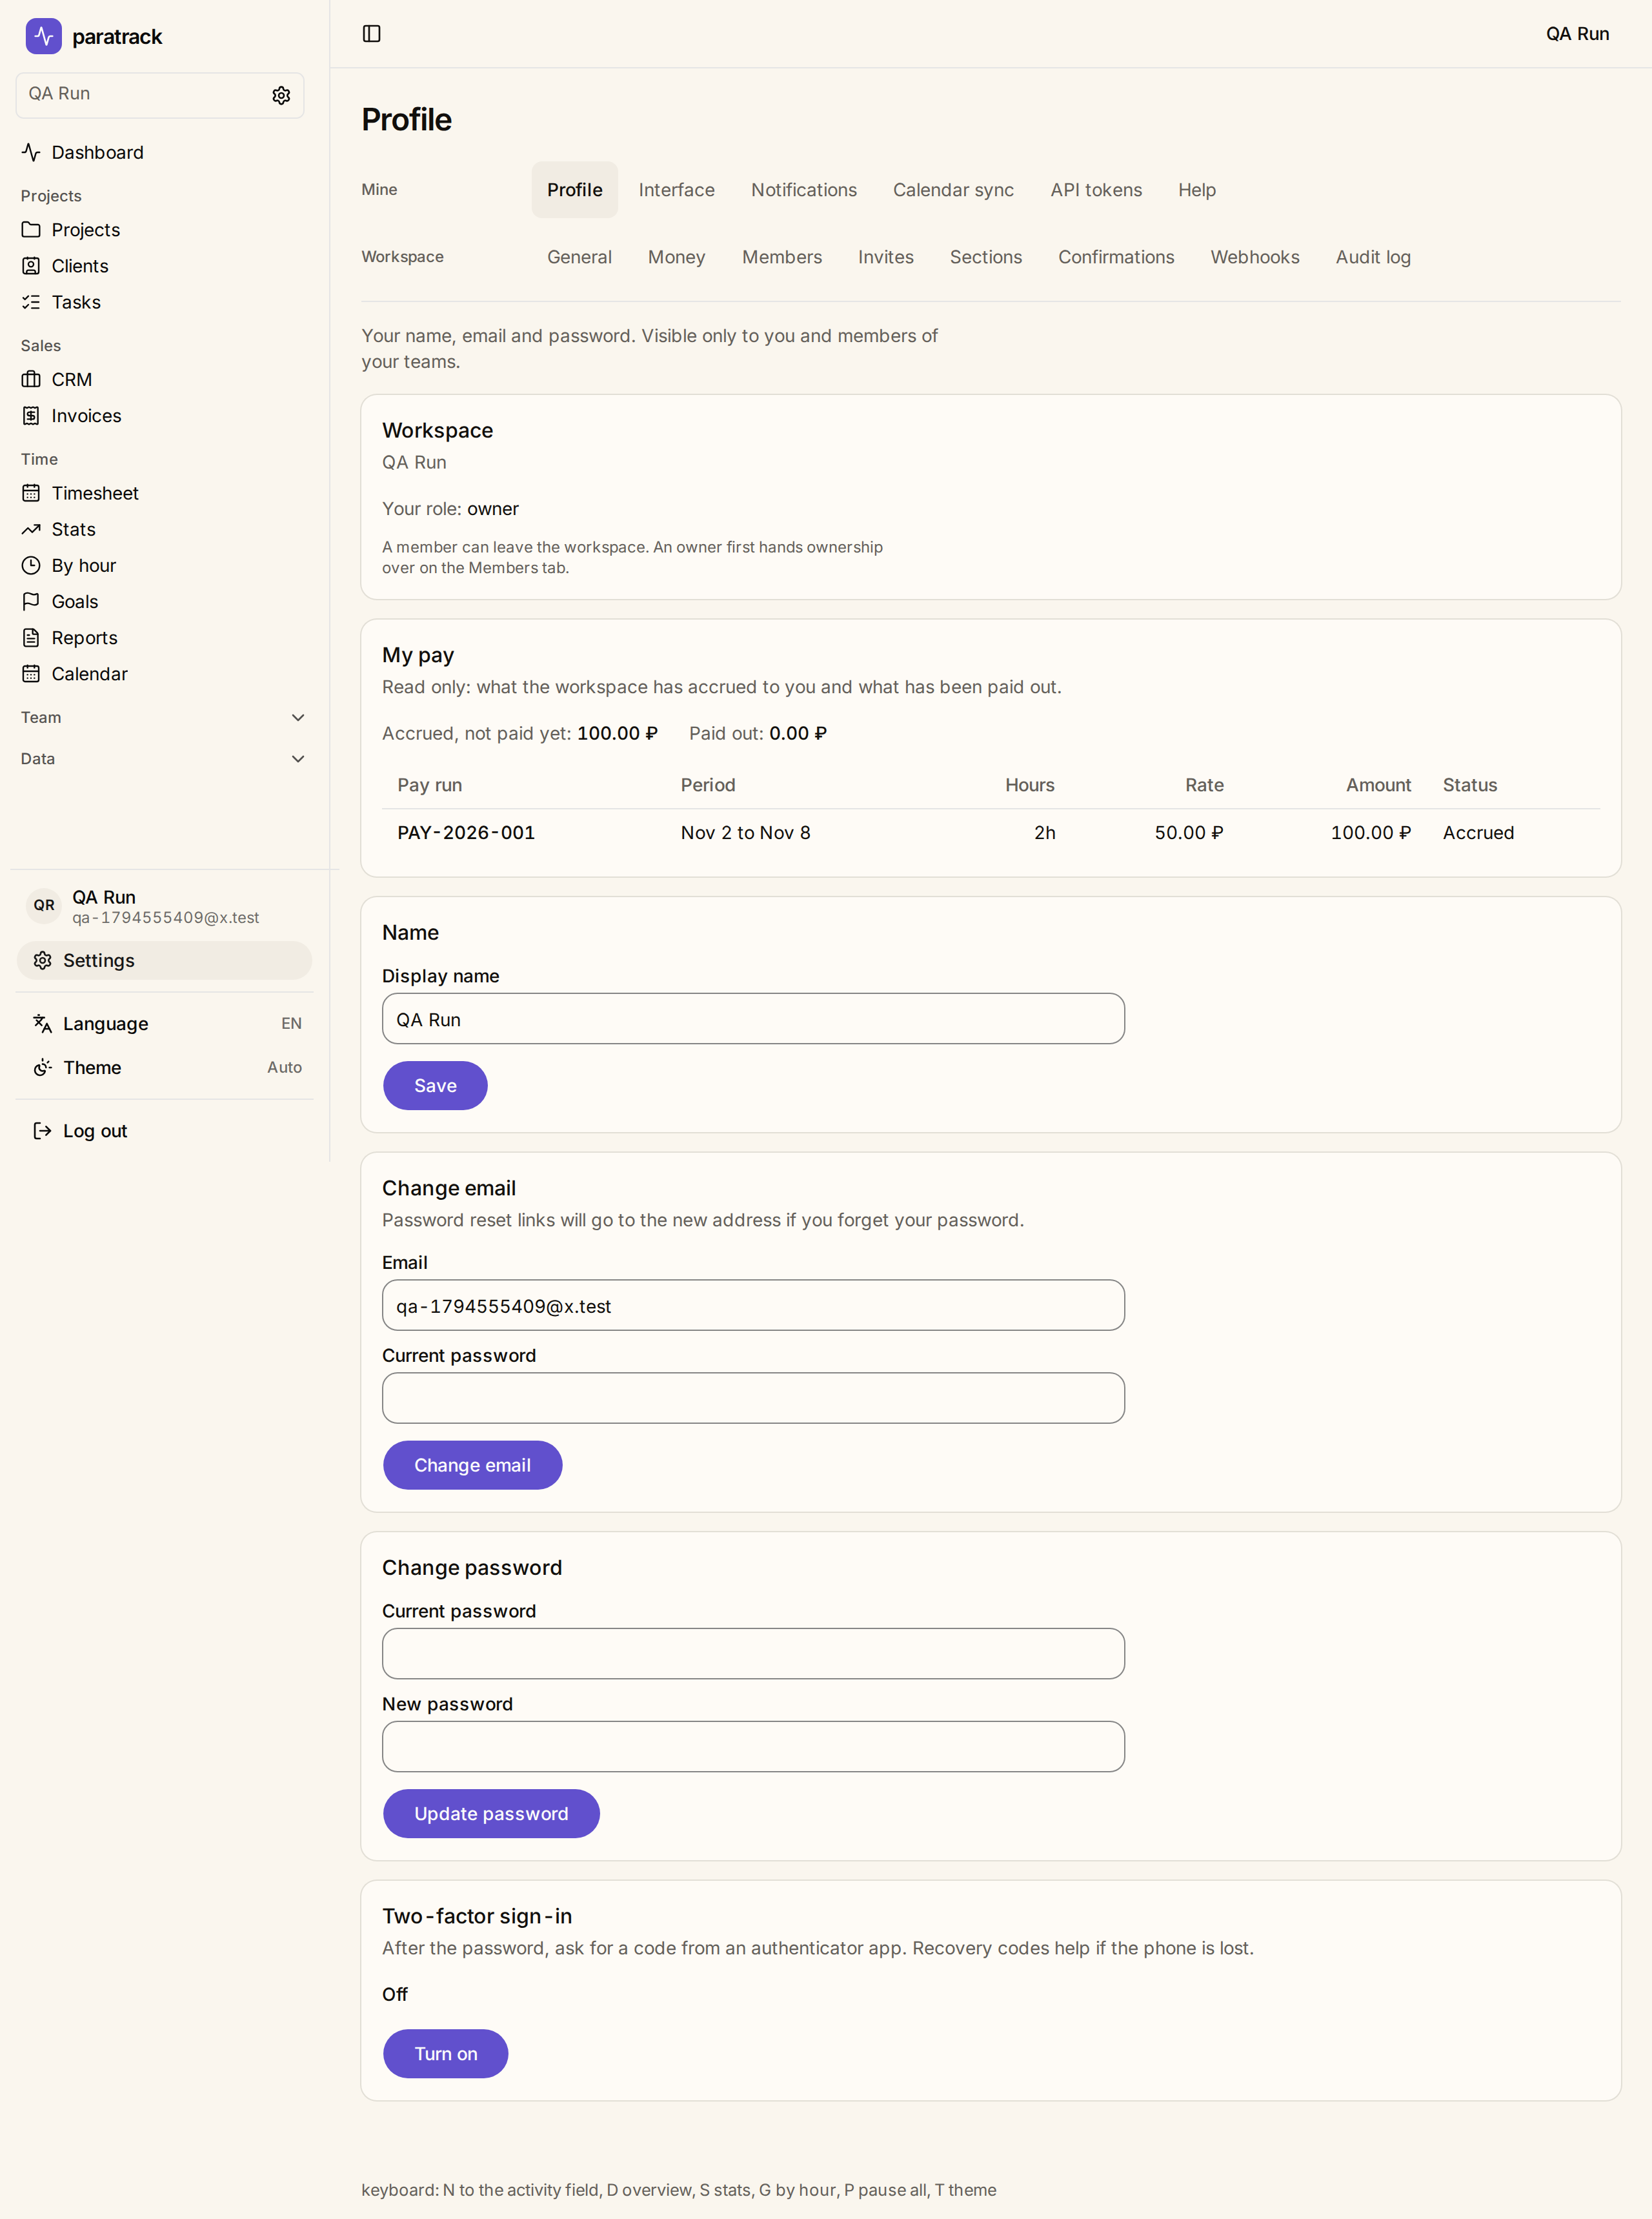 paratrack
QA Run
Dashboard
Projects
Projects
Clients
Tasks
Sales
CRM
Invoices
Time
Timesheet
Stats
By hour
Goals
Reports
Calendar
Team
Data
QR
QA Run
qa-1794555409@x.test
Settings
Language EN
Theme Auto
Log out
QA Run
Profile
Mine Profile Interface Notifications Calendar sync API tokens Help
Workspace General Money Members Invites Sections Confirmations Webhooks Audit log
Your name, email and password. Visible only to you and members of
your teams.
Workspace
QA Run
Your role: owner
A member can leave the workspace. An owner first hands ownership
over on the Members tab.
My pay
Read only: what the workspace has accrued to you and what has been paid out.
Accrued, not paid yet: 100.00 ₽ Paid out: 0.00 ₽
Pay run Period Hours Rate Amount Status
PAY-2026-001 Nov 2 to Nov 8 2h 50.00 ₽ 100.00 ₽ Accrued
Name
Display name
QA Run
Save
Change email
Password reset links will go to the new address if you forget your password.
Email
qa-1794555409@x.test
Current password
Change email
Change password
Current password
New password
Update password
Two-factor sign-in
After the password, ask for a code from an authenticator app. Recovery codes help if the phone is lost.
Off
Turn on
keyboard: N to the activity field, D overview, S stats, G by hour, P pause all, T theme